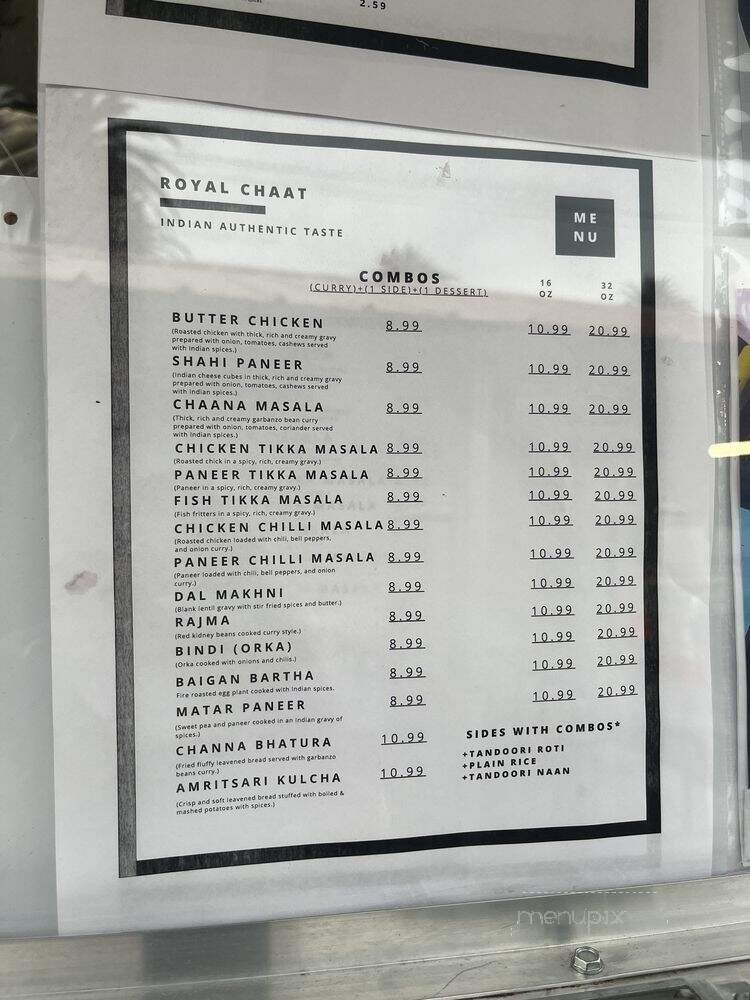 2.59
ROYAL CHAAT
INDIAN AUTHENTIC TASTE
ME
NU
COMBOS
(CURRY)+(1 SIDE)+(1 DESSERT)
16 OZ
32 OZ
BUTTER CHICKEN 8.99 10.99 20.99
(Roasted chicken with thick, rich and creamy gravy
prepared with onion, tomatoes, cashews served
with Indian spices.)
SHAHI PANEER 8.99 10.99 20.99
(Indian cheese cubes in thick, rich and creamy gravy
prepared with onion, tomatoes, cashews served
with Indian spices.)
CHAANA MASALA 8.99 10.99 20.99
(Thick, rich and creamy garbanzo bean curry
prepared with onion, tomatoes, coriander served
with Indian spices.)
CHICKEN TIKKA MASALA 8.99 10.99 20.99
(Roasted chick in a spicy, rich, creamy gravy.)
PANEER TIKKA MASALA 8.99 10.99 20.99
(Paneer in a spicy, rich, creamy gravy.)
FISH TIKKA MASALA 8.99 10.99 20.99
(Fish fritters in a spicy, rich, creamy gravy.)
CHICKEN CHILLI MASALA 8.99 10.99 20.99
(Roasted chicken loaded with chili, bell peppers,
and onion curry.)
PANEER CHILLI MASALA 8.99 10.99 20.99
(Paneer loaded with chili, bell peppers, and onion
curry.)
DAL MAKHNI 8.99 10.99 20.99
(Blank lentil gravy with stir fried spices and butter.)
RAJMA 8.99 10.99 20.99
(Red kidney beans cooked curry style.)
BINDI (ORKA) 8.99 10.99 20.99
(Orka cooked with onions and chilis.)
BAIGAN BARTHA 8.99 10.99 20.99
Fire roasted egg plant cooked with Indian spices.
MATAR PANEER 8.99 10.99 20.99
(Sweet pea and paneer cooked in an Indian gravy of
spices.)
CHANNA BHATURA 10.99
(Fried fluffy leavened bread served with garbanzo
beans curry.)
AMRITSARI KULCHA 10.99
(Crisp and soft leavened bread stuffed with boiled &
mashed potatoes with spices.)
SIDES WITH COMBOS*
+TANDOORI ROTI
+PLAIN RICE
+TANDOORI NAAN
menupix